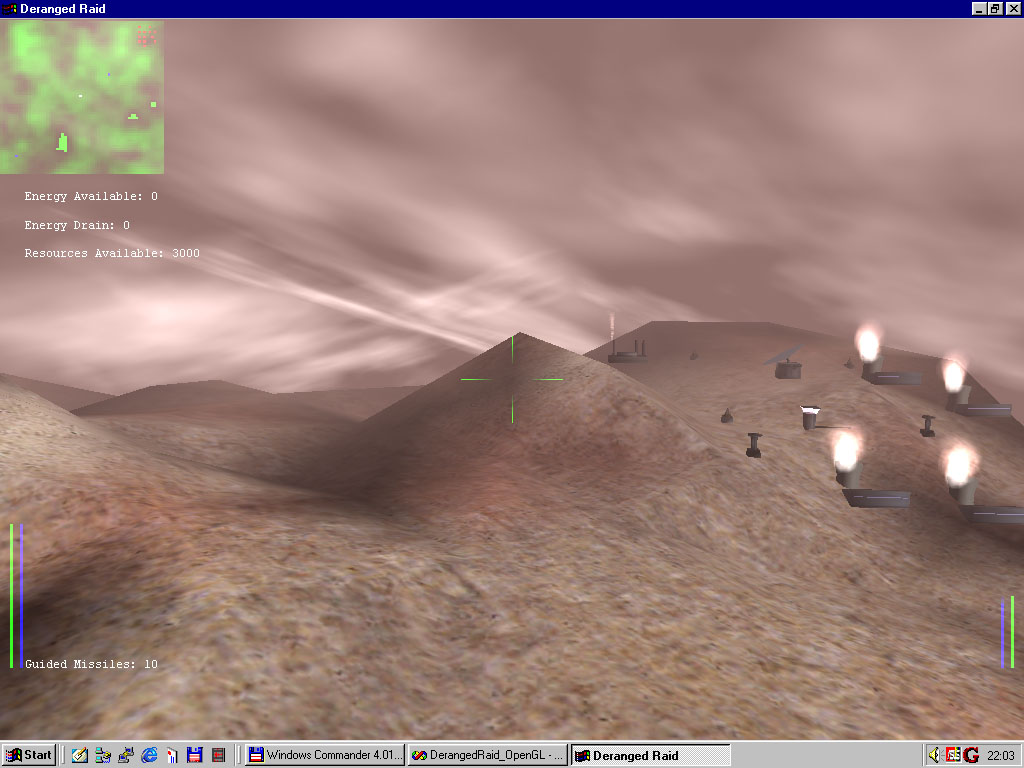 Deranged Raid
Energy Available: 0
Energy Drain: 0
Resources Available: 3000
Guided Missiles: 10
Start
Windows Commander 4.01...
DerangedRaid_OpenGL - ...
Deranged Raid
22:03